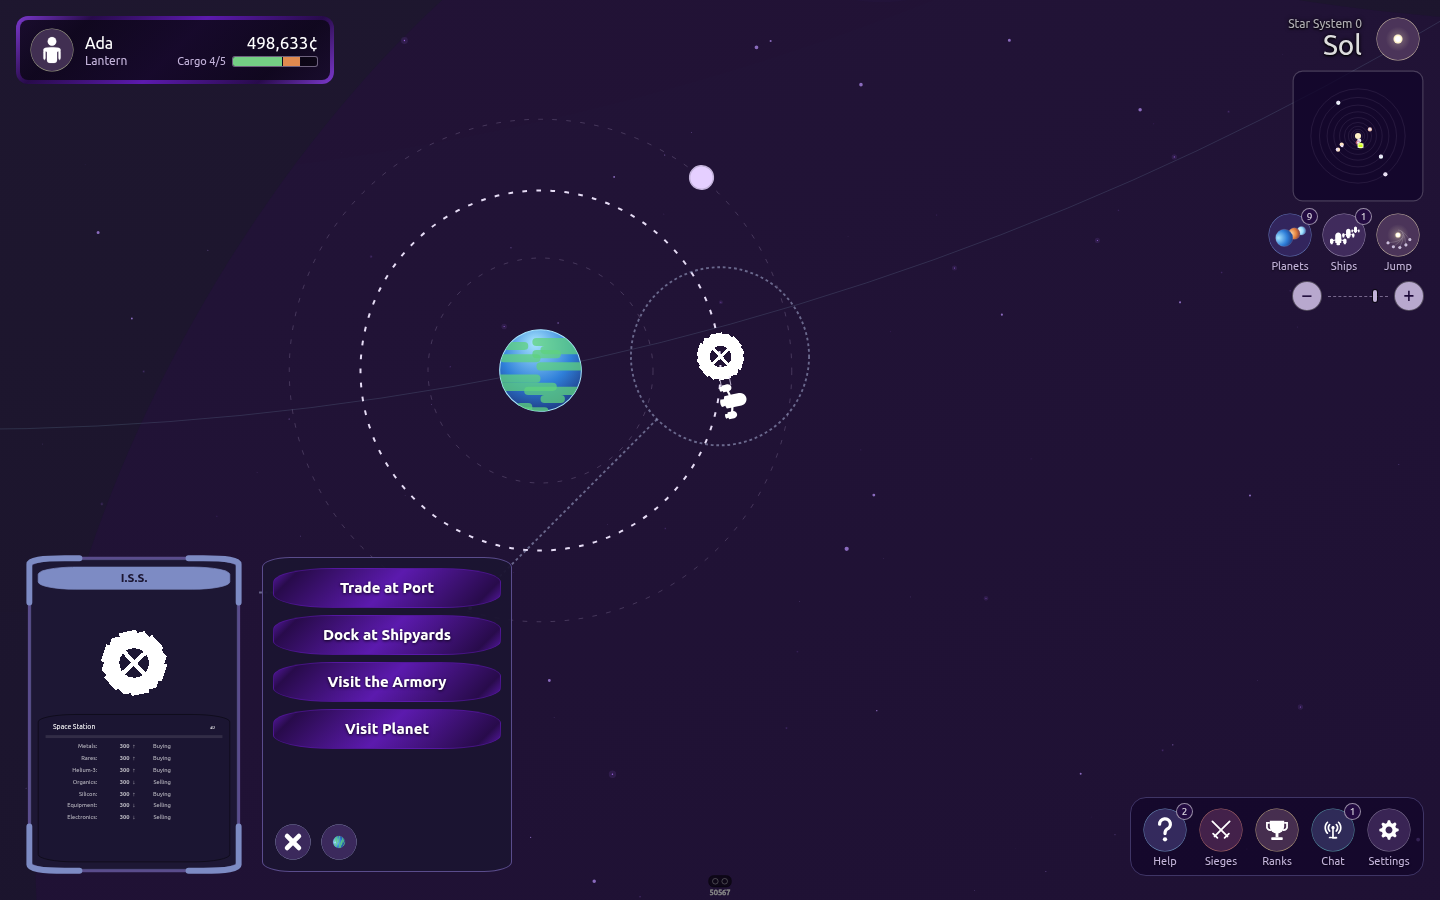 Ada
498,633¢
Lantern
Cargo 4/5
Star System 0
Sol
9
1
Planets
Ships
Jump
I.S.S.
Space Station
Metals: 300 ↑ Buying
Rares: 300 ↑ Buying
Helium-3: 300 ↑ Buying
Organics: 300 ↓ Selling
Silicon: 300 ↑ Buying
Equipment: 300 ↓ Selling
Electronics: 300 ↓ Selling
Trade at Port
Dock at Shipyards
Visit the Armory
Visit Planet
2
1
Help
Sieges
Ranks
Chat
Settings
50567